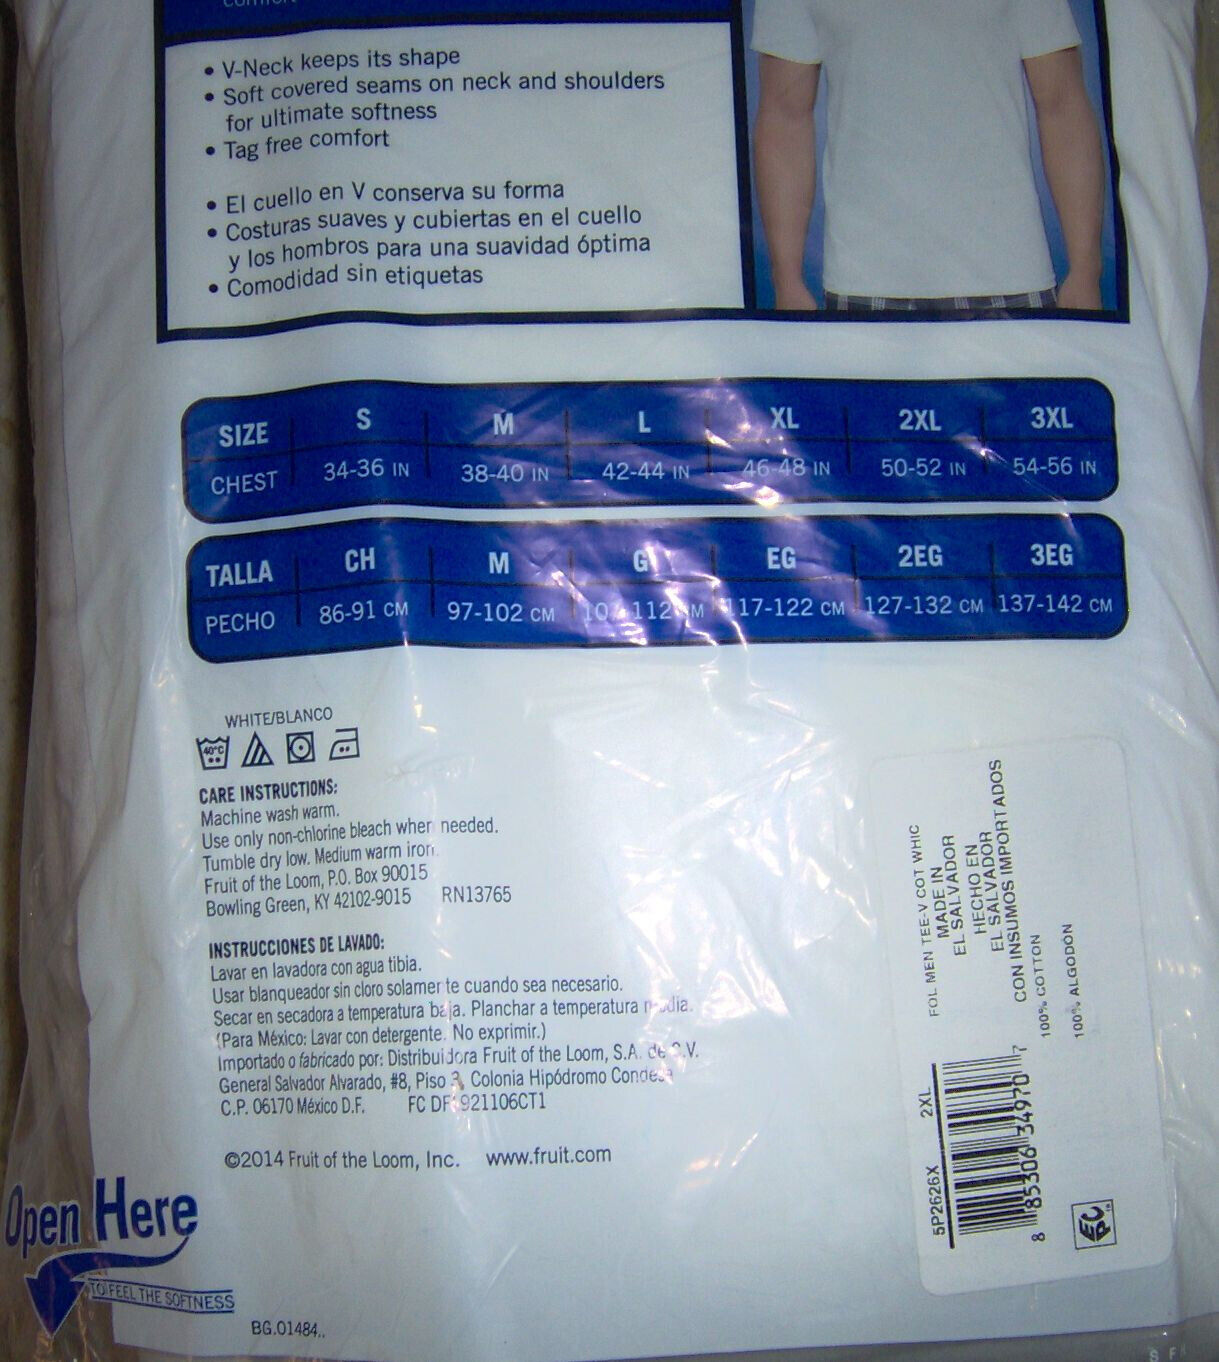 • V-Neck keeps its shape
• Soft covered seams on neck and shoulders
for ultimate softness
• Tag free comfort
• El cuello en V conserva su forma
• Costuras suaves y cubiertas en el cuello
y los hombros para una suavidad óptima
• Comodidad sin etiquetas
SIZE S M L XL 2XL 3XL
CHEST 34-36 IN 38-40 IN 42-44 IN 46-48 IN 50-52 IN 54-56 IN
TALLA CH M G EG 2EG 3EG
PECHO 86-91 CM 97-102 CM 117-122 CM 127-132 CM 137-142 CM
WHITE/BLANCO
40°C
CARE INSTRUCTIONS:
Machine wash warm.
Use only non-chlorine bleach when needed.
Tumble dry low. Medium warm iron.
Fruit of the Loom, P.O. Box 90015
Bowling Green, KY 42102-9015 RN13765
INSTRUCCIONES DE LAVADO:
Lavar en lavadora con agua tibia.
Usar blanqueador sin cloro solamente cuando sea necesario.
Secar en secadora a temperatura baja. Planchar a temperatura media.
(Para México: Lavar con detergente. No exprimir.)
Importado o fabricado por: Distribuidora Fruit of the Loom, S.A. de C.V.
General Salvador Alvarado, #8, Piso 3, Colonia Hipódromo Condesa
C.P. 06170 México D.F. 921106CT1
©2014 Fruit of the Loom, Inc. www.fruit.com
Open Here
TO FEEL THE SOFTNESS
BG.01484..
FOL MEN TEE-V COT WHIC
MADE IN
EL SALVADOR
HECHO EN
EL SALVADOR
CON INSUMOS IMPORTADOS
100% COTTON
100% ALGODÓN
5P2626X 2XL
8 85306 34970 7
EPC